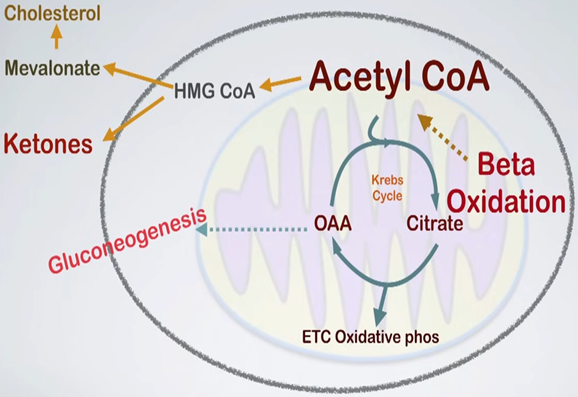 Cholesterol
Mevalonate
HMG CoA
Acetyl CoA
Ketones
Beta
Oxidation
Krebs
Cycle
Gluconeogenesis
OAA
Citrate
ETC Oxidative phos